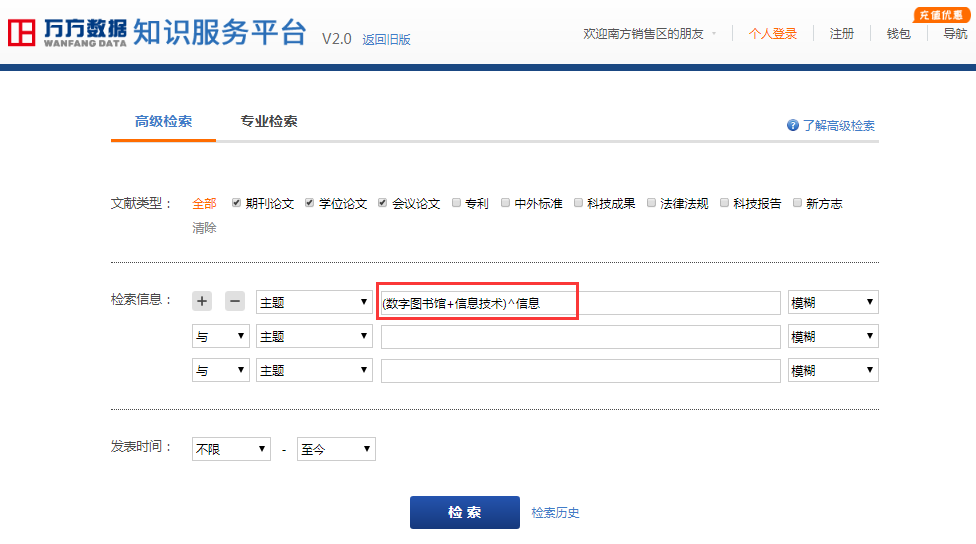 充值优惠
万方数据 知识服务平台 V2.0 返回旧版 欢迎南方销售区的朋友 个人登录 注册 钱包 导航
WANFANG DATA
高级检索 专业检索 ? 了解高级检索
文献类型： 全部 期刊论文 学位论文 会议论文 专利 中外标准 科技成果 法律法规 科技报告 新方志
清除
检索信息： + − 主题 (数字图书馆+信息技术)^信息 模糊
与 主题 模糊
与 主题 模糊
发表时间： 不限 - 至今
检 索 检索历史